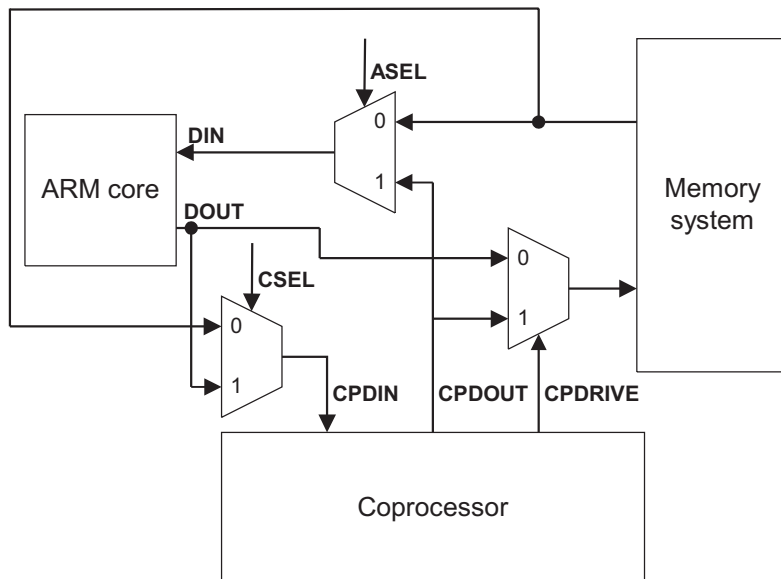 ASEL
0
DIN
ARM core
1
Memory
system
DOUT
0
CSEL
0
1
1
CPDIN
CPDOUT
CPDRIVE
Coprocessor